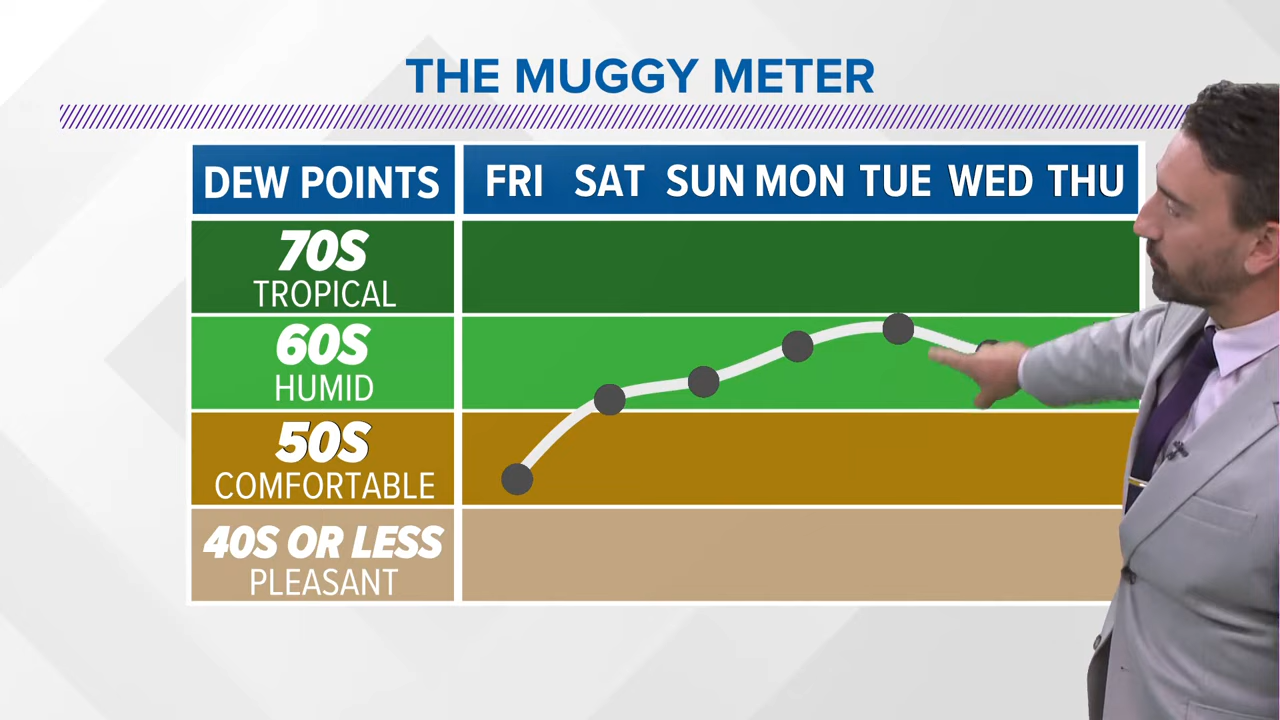 THE MUGGY METER
DEW POINTS FRI SAT SUN MON TUE WED THU
70S
TROPICAL
60S
HUMID
50S
COMFORTABLE
40S OR LESS
PLEASANT